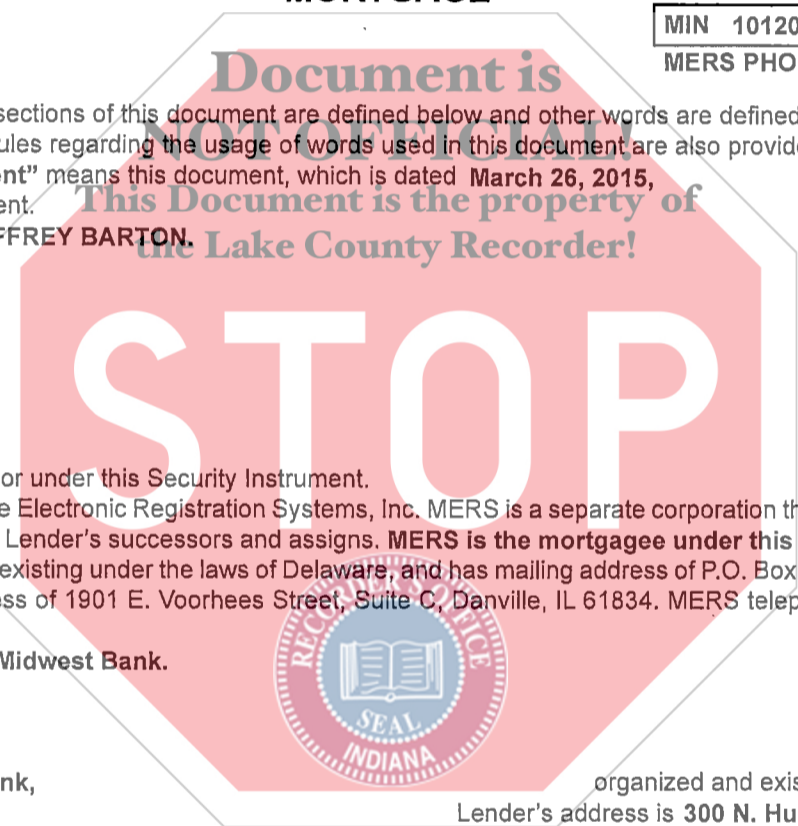 MORTGAGE
MIN 10120
MERS PHO
Document is
sections of this document are defined below and other words are defined
NOT OFFICIAL!
ules regarding the usage of words used in this document are also provid
ent" means this document, which is dated March 26, 2015,
This Document is the property of
ent.
FFREY BARTON.
the Lake County Recorder!
STOP
or under this Security Instrument.
e Electronic Registration Systems, Inc. MERS is a separate corporation th
Lender's successors and assigns. MERS is the mortgagee under this
existing under the laws of Delaware, and has mailing address of P.O. Box
ss of 1901 E. Voorhees Street, Suite C, Danville, IL 61834. MERS telep
RECORDER'S OFFICE
Midwest Bank.
SEAL
INDIANA
nk,
organized and exis
Lender's address is 300 N. Hu